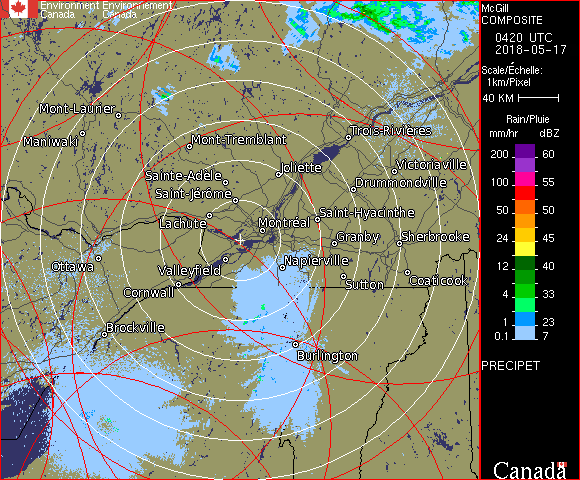 Environment Environnement
Canada Canada
McGill
COMPOSITE
0420 UTC
2018-05-17
Scale/Échelle:
1km/Pixel
40 KM
Rain/Pluie
mm/hr dBZ
200 60
100 55
50 50
24 45
12 40
4 33
1 23
0.1 7
PRECIPET
Canada
Mont-Laurier
Maniwaki
Mont-Tremblant
Trois-Rivières
Sainte-Adèle
Joliette
Victoriaville
Saint-Jérôme
Drummondville
Lachute
Montréal
Saint-Hyacinthe
Granby
Sherbrooke
Ottawa
Valleyfield
Napierville
Cornwall
Sutton
Coaticook
Brockville
Burlington